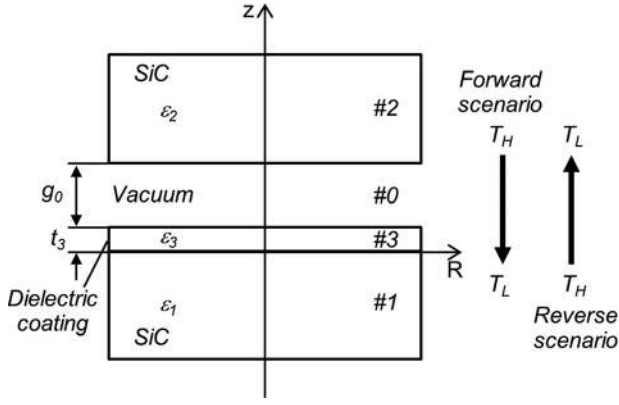 z
SiC
ε2
#2
Forward
scenario
TH
TL
g0
Vacuum
#0
t3
ε3
#3
R
Dielectric
coating
ε1
#1
SiC
TL
TH
Reverse
scenario